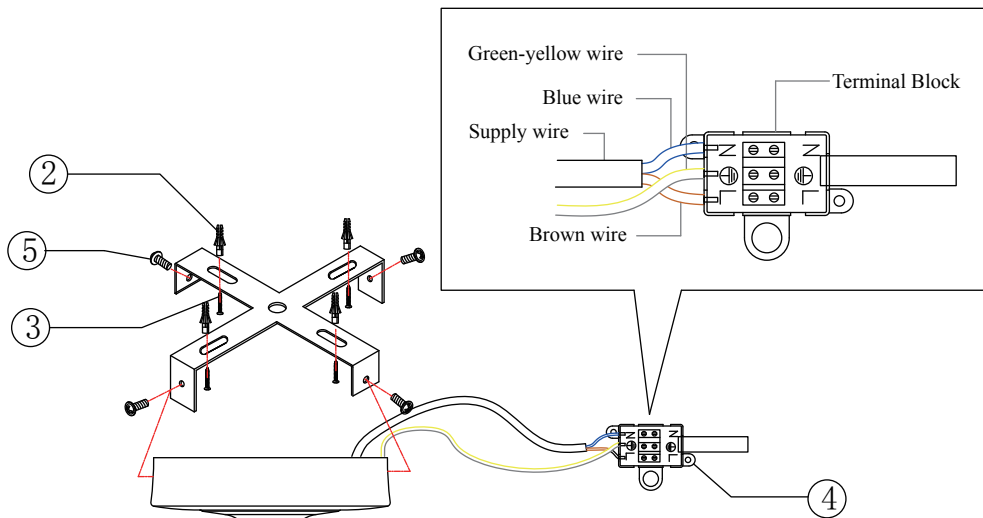 Green-yellow wire
Blue wire
Supply wire
Brown wire
Terminal Block
N
N
L
L
②
⑤
③
N
N
L
L
④